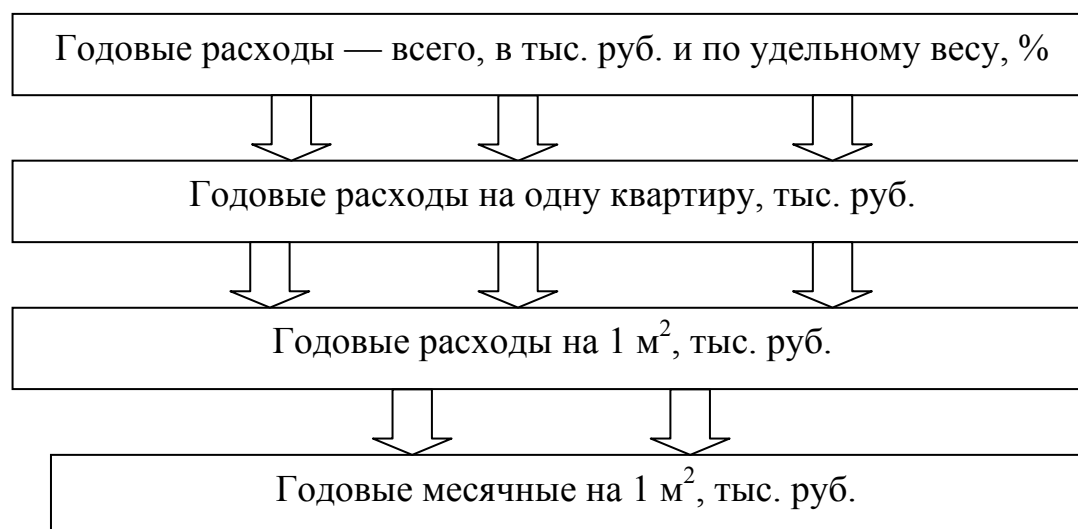 Годовые расходы — всего, в тыс. руб. и по удельному весу, %
Годовые расходы на одну квартиру, тыс. руб.
Годовые расходы на 1 м², тыс. руб.
Годовые месячные на 1 м², тыс. руб.